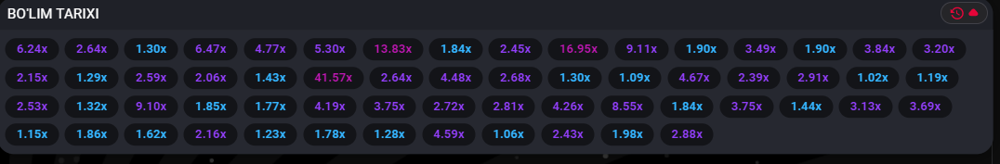 BO'LIM TARIXI
6.24x 2.64x 1.30x 6.47x 4.77x 5.30x 13.83x 1.84x 2.45x 16.95x 9.11x 1.90x 3.49x 1.90x 3.84x 3.20x
2.15x 1.29x 2.59x 2.06x 1.43x 41.57x 2.64x 4.48x 2.68x 1.30x 1.09x 4.67x 2.39x 2.91x 1.02x 1.19x
2.53x 1.32x 9.10x 1.85x 1.77x 4.19x 3.75x 2.72x 2.81x 4.26x 8.55x 1.84x 3.75x 1.44x 3.13x 3.69x
1.15x 1.86x 1.62x 2.16x 1.23x 1.78x 1.28x 4.59x 1.06x 2.43x 1.98x 2.88x